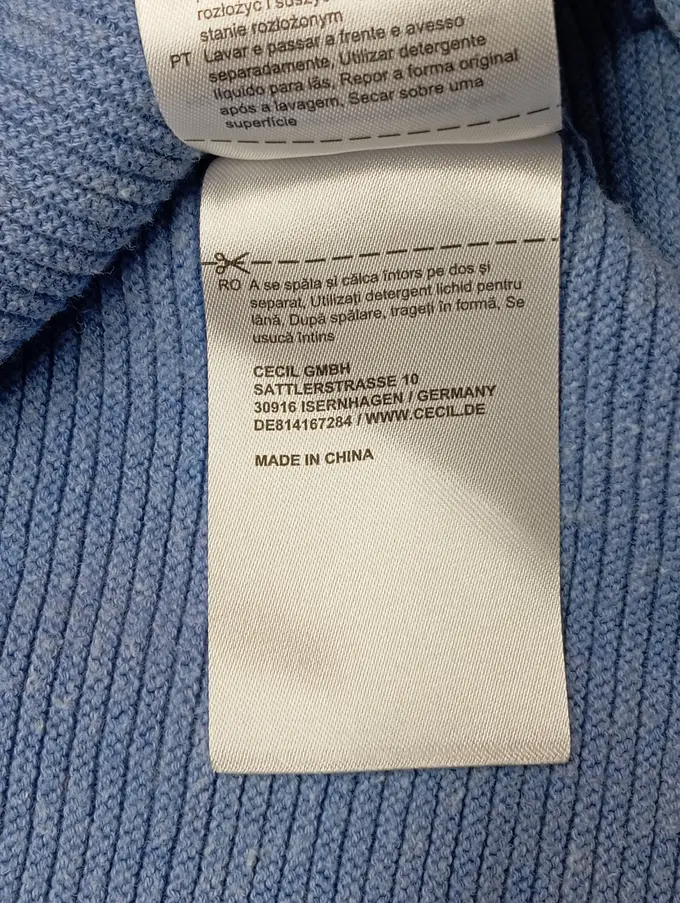 rozłożyć i suszyć
stanie rozłożonym
PT Lavar e passar a frente e avesso
separadamente, Utilizar detergente
líquido para lãs, Repor a forma original
após a lavagem, Secar sobre uma
superfície
RO A se spăla și călca întors pe dos și
separat, Utilizați detergent lichid pentru
lână, După spălare, trageți în formă, Se
usucă întins
CECIL GMBH
SATTLERSTRASSE 10
30916 ISERNHAGEN / GERMANY
DE814167284 / WWW.CECIL.DE
MADE IN CHINA